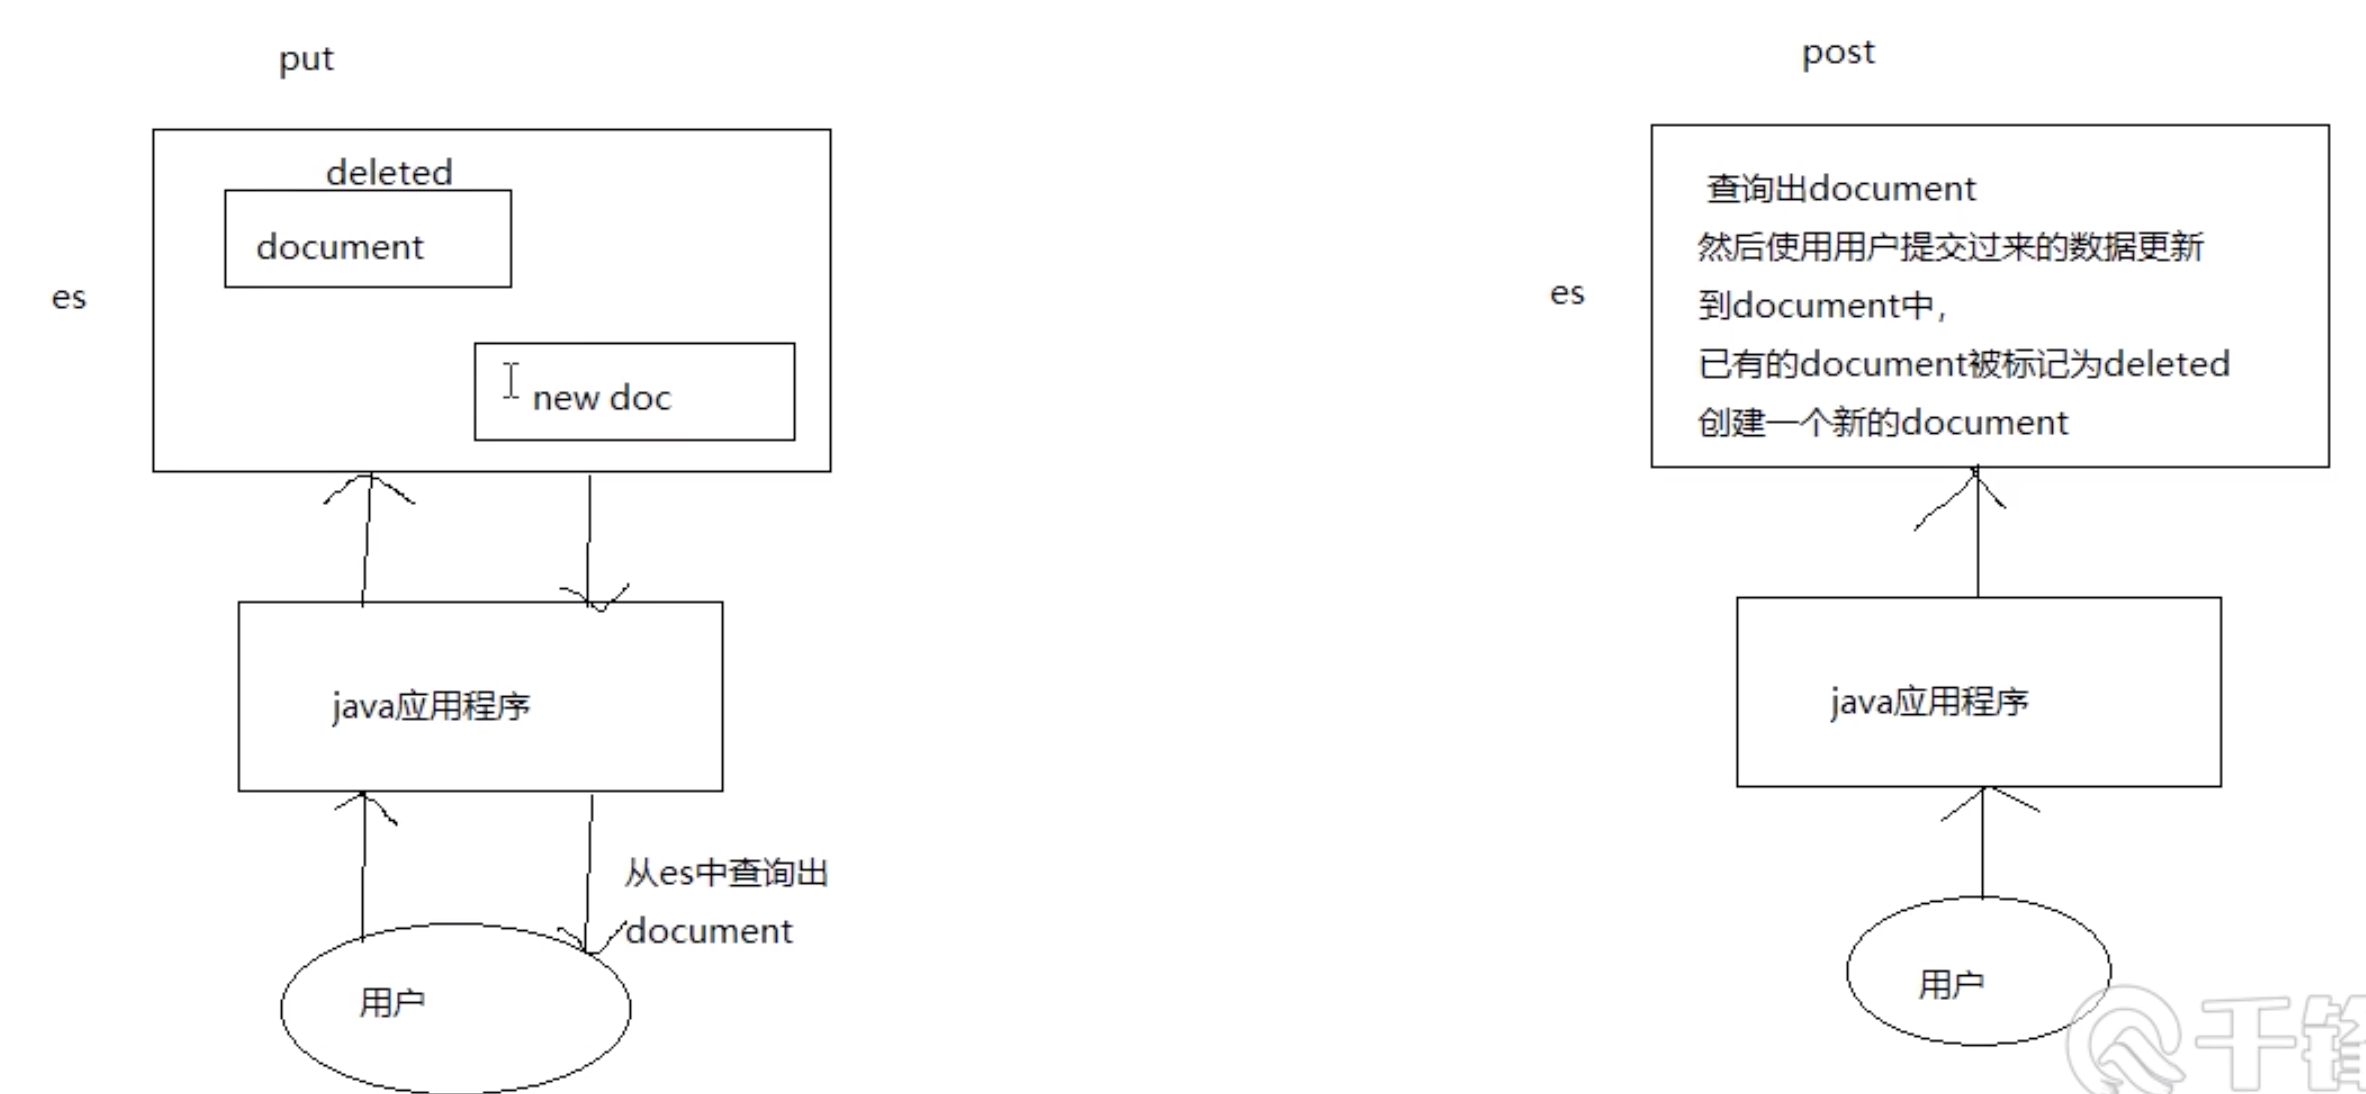 put
deleted
document
es
new doc
java应用程序
从es中查询出
document
用户
post
查询出document
然后使用用户提交过来的数据更新
到document中，
es
已有的document被标记为deleted
创建一个新的document
java应用程序
用户
千锋